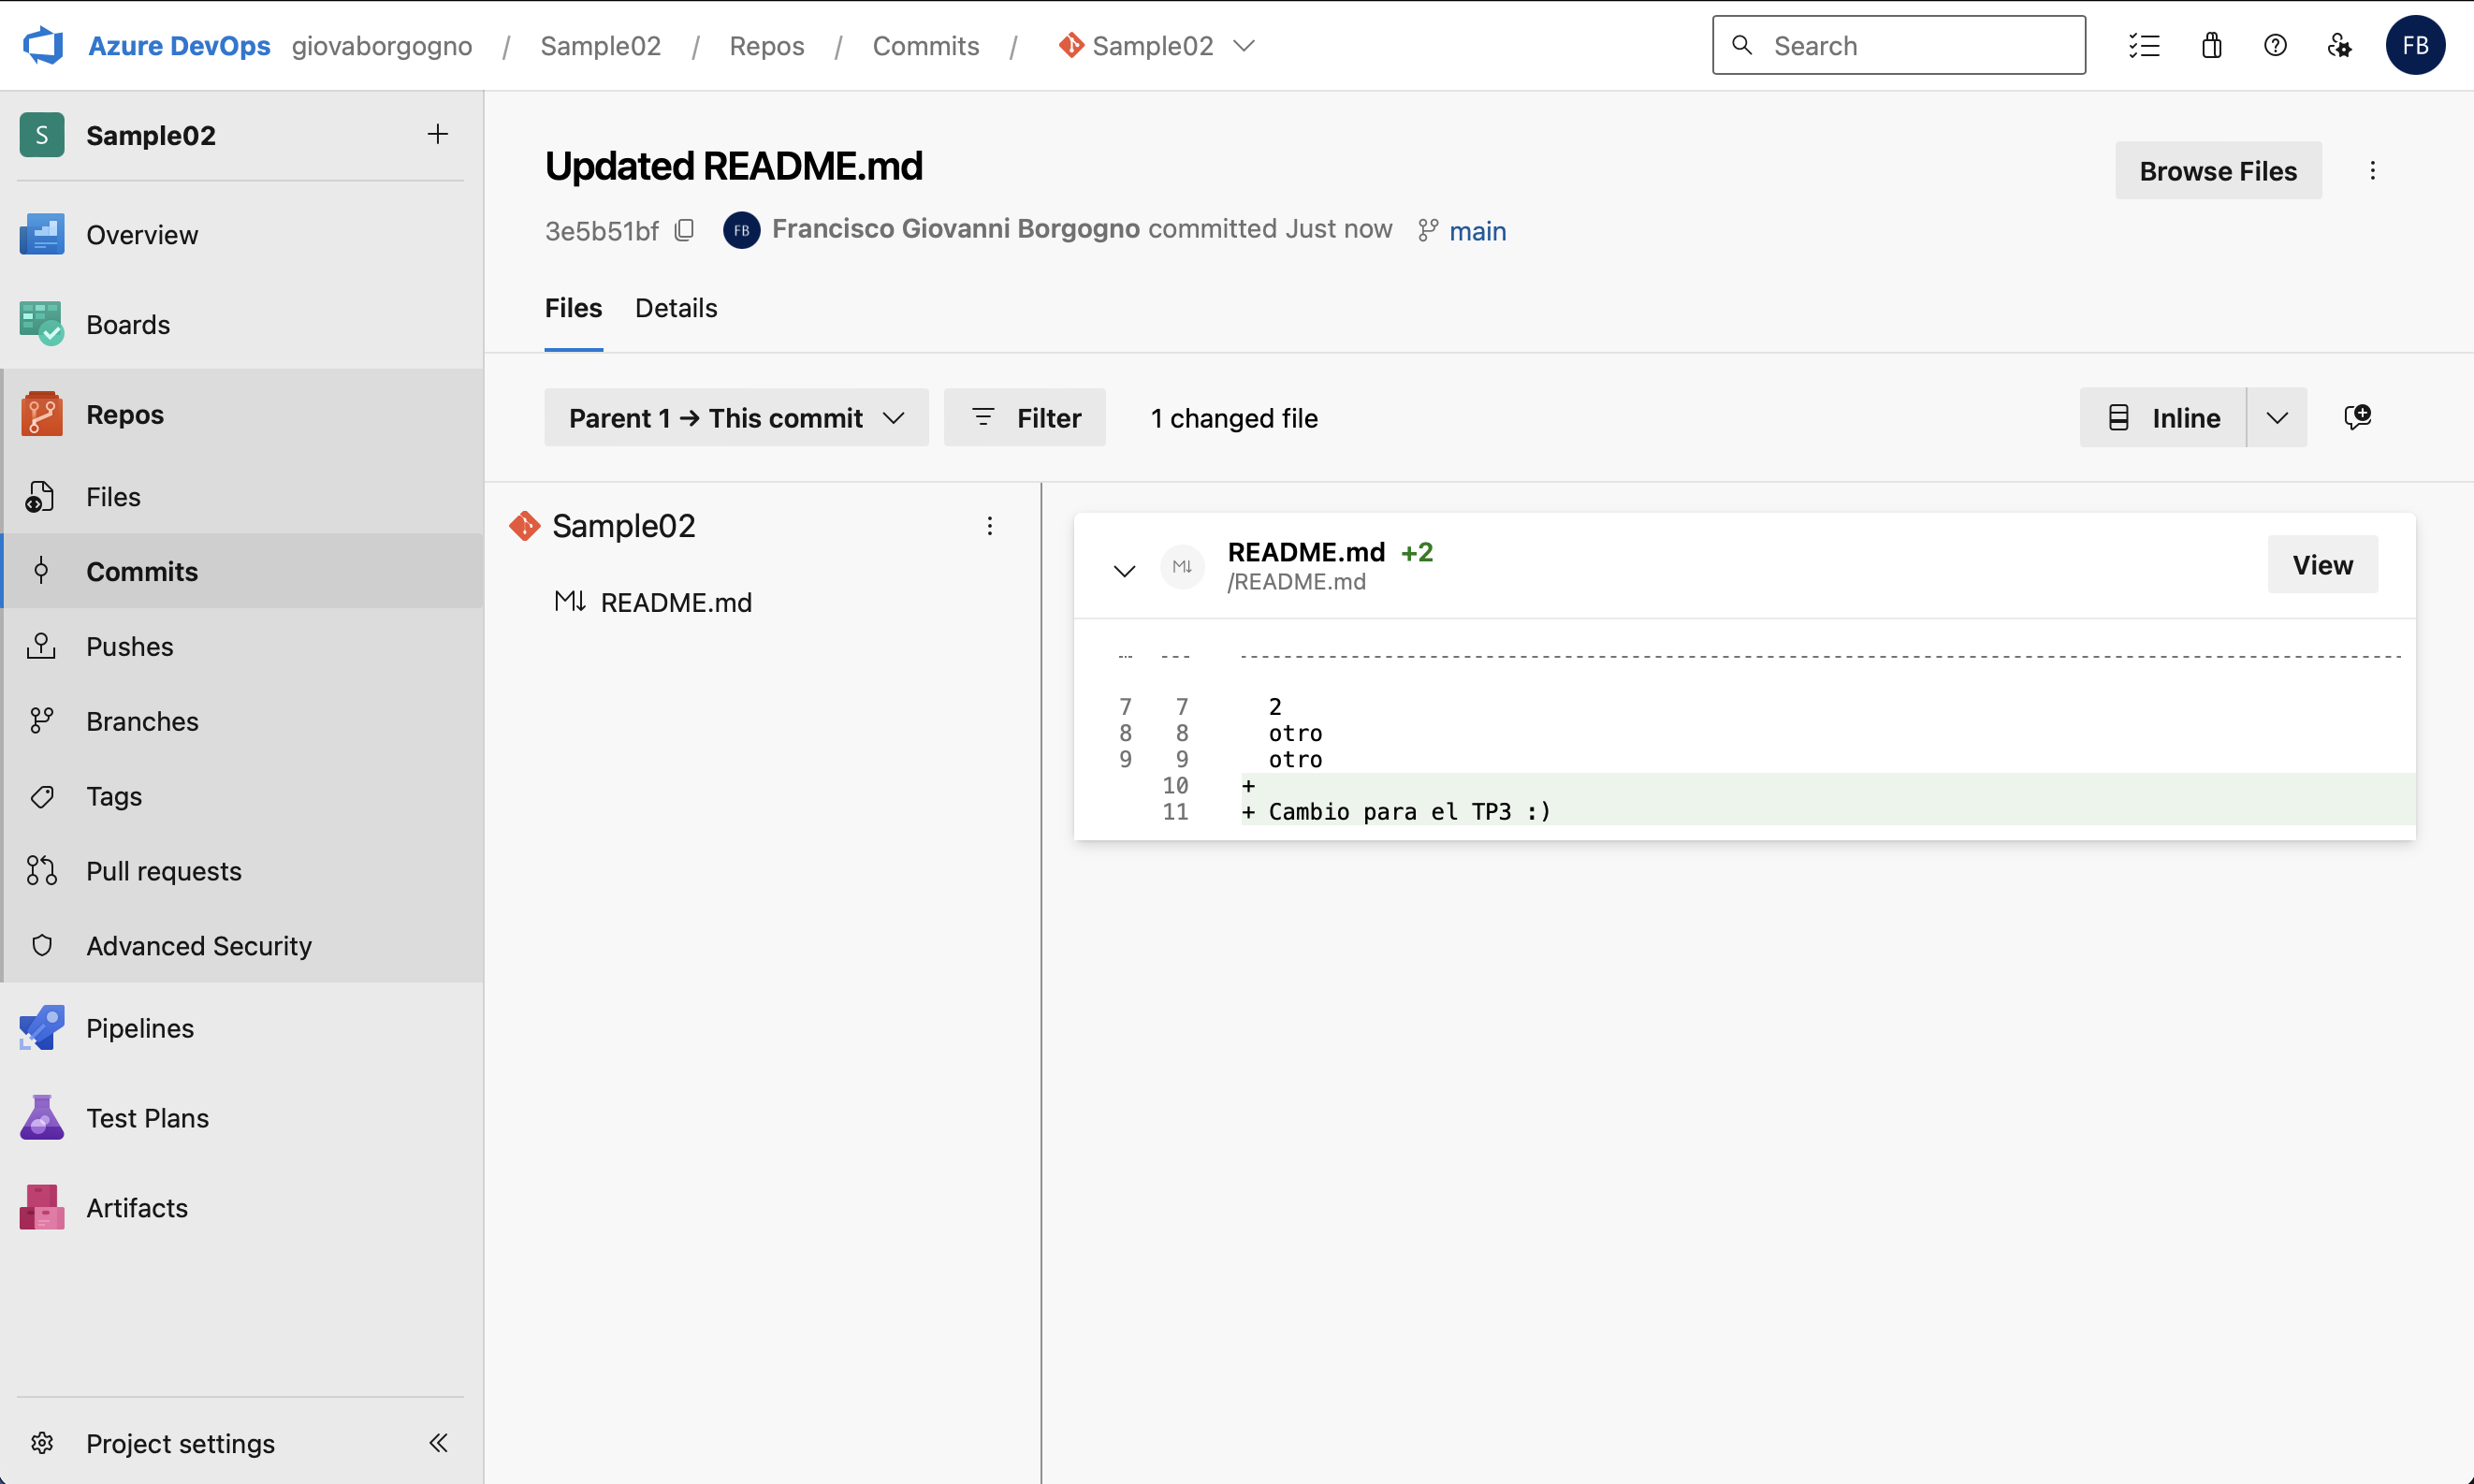 Azure DevOps giovaborgogno / Sample02 / Repos / Commits / Sample02 Search FB
S Sample02 +
Overview
Boards
Repos
Files
Commits
Pushes
Branches
Tags
Pull requests
Advanced Security
Pipelines
Test Plans
Artifacts
Project settings
Updated README.md
Browse Files
3e5b51bf FB Francisco Giovanni Borgogno committed Just now main
Files Details
Parent 1 → This commit Filter 1 changed file Inline
Sample02
M↓ README.md
M↓ README.md +2
/README.md
View
... --- --------------------------------------------------------------------------------------
7 7 2
8 8 otro
9 9 otro
10 +
11 + Cambio para el TP3 :)